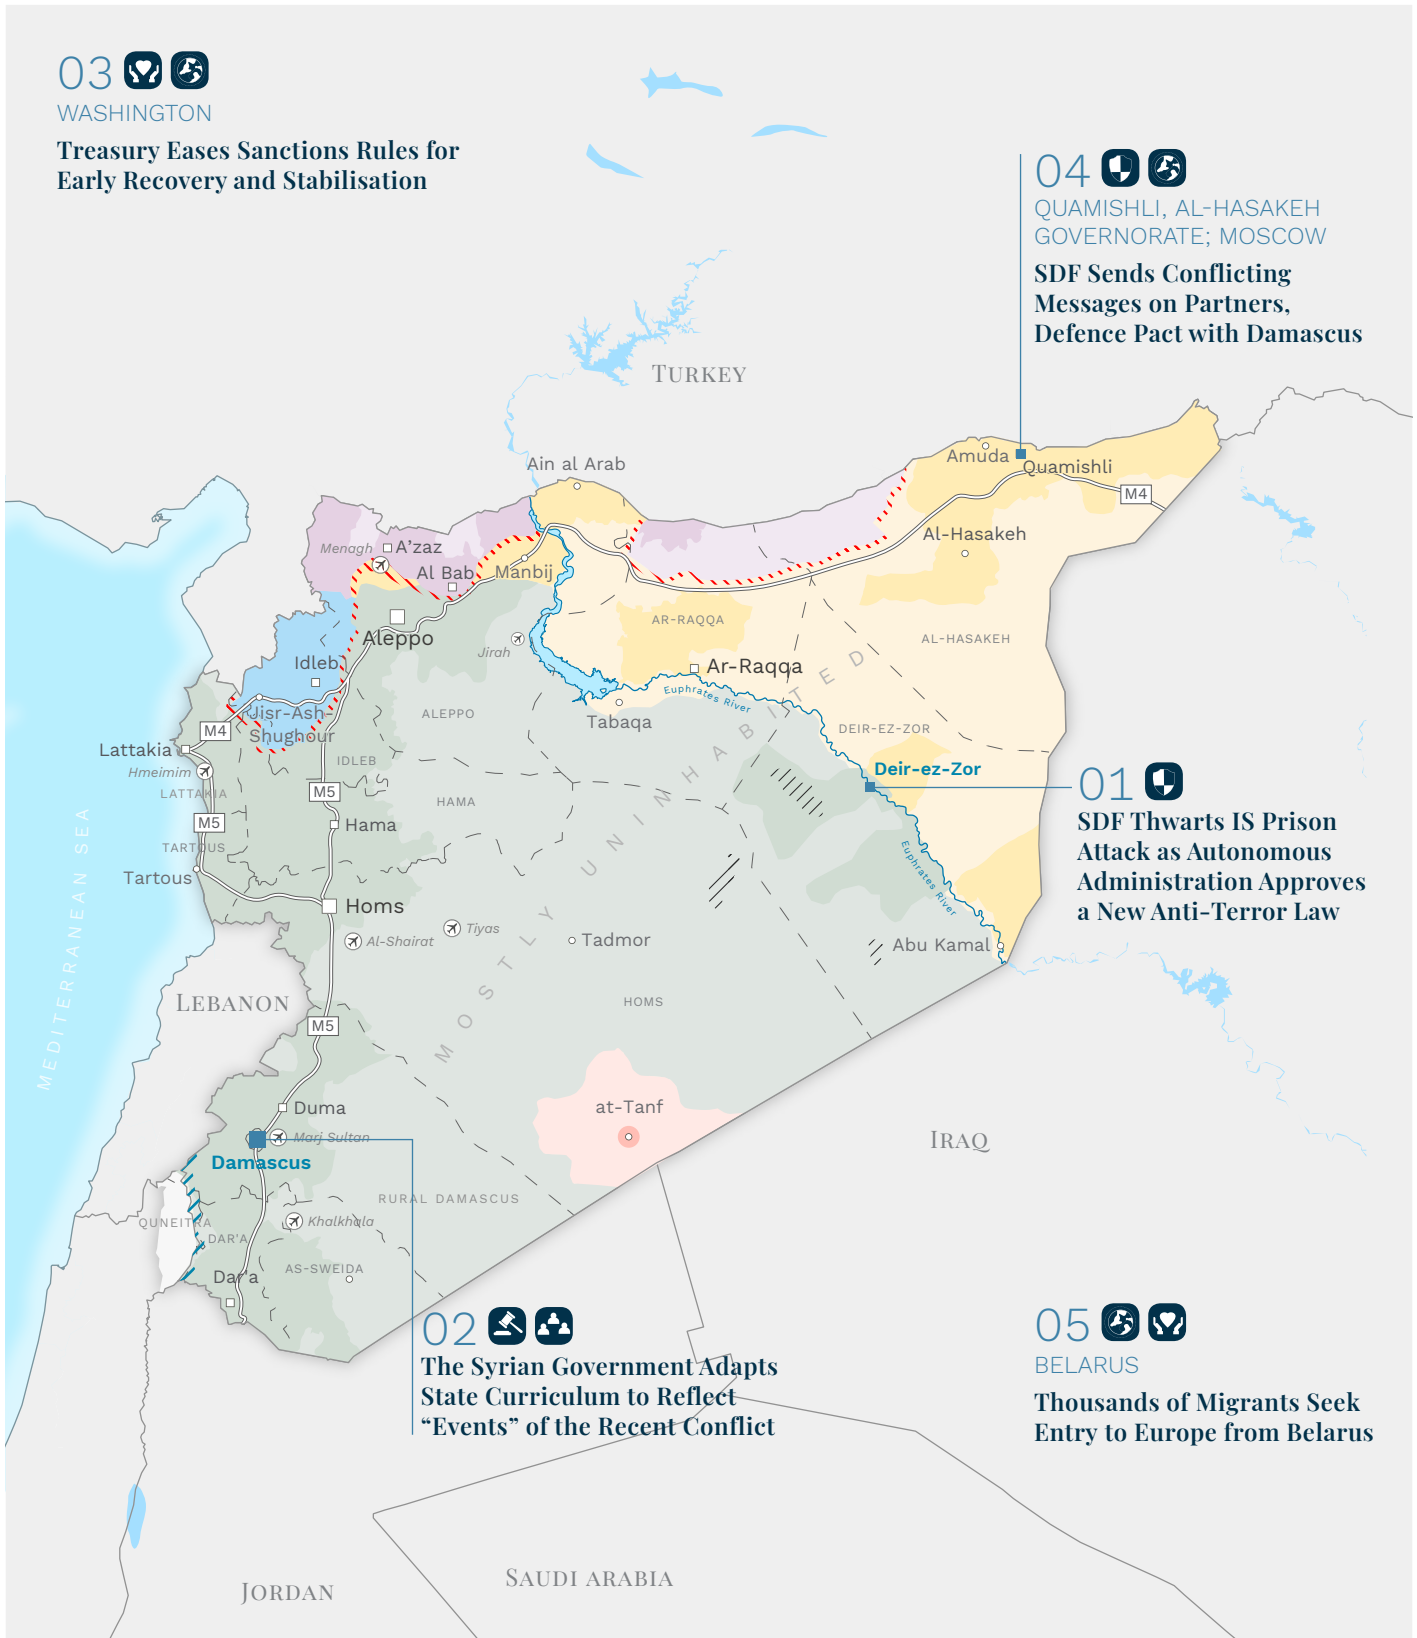 03
WASHINGTON
Treasury Eases Sanctions Rules for
Early Recovery and Stabilisation
04
QUAMISHLI, AL-HASAKEH
GOVERNORATE; MOSCOW
SDF Sends Conflicting
Messages on Partners,
Defence Pact with Damascus
TURKEY
Ain al Arab
Amuda
Quamishli
M4
Al-Hasakeh
Menagh
A'zaz
Al Bab
Manbij
AR-RAQQA
AL-HASAKEH
Aleppo
Jirah
Idleb
Ar-Raqqa
Euphrates River
Tabaqa
ALEPPO
Jisr-Ash-
Shughour
M4
DEIR-EZ-ZOR
Lattakia
IDLEB
Hmeimim
LATTAKIA
M5
HAMA
Deir-ez-Zor
01
SDF Thwarts IS Prison
Attack as Autonomous
Administration Approves
a New Anti-Terror Law
M5
Hama
TARTOUS
Tartous
MOSTLY UNINHABITED
Euphrates River
MEDITERRANEAN SEA
Homs
Al-Shairat
Tiyas
Tadmor
Abu Kamal
LEBANON
HOMS
M5
Duma
at-Tanf
Marj Sultan
IRAQ
Damascus
RURAL DAMASCUS
QUNEITRA
Khalkhala
DAR'A
AS-SWEIDA
Dar'a
02
The Syrian Government Adapts
State Curriculum to Reflect
“Events” of the Recent Conflict
05
BELARUS
Thousands of Migrants Seek
Entry to Europe from Belarus
JORDAN
SAUDI ARABIA